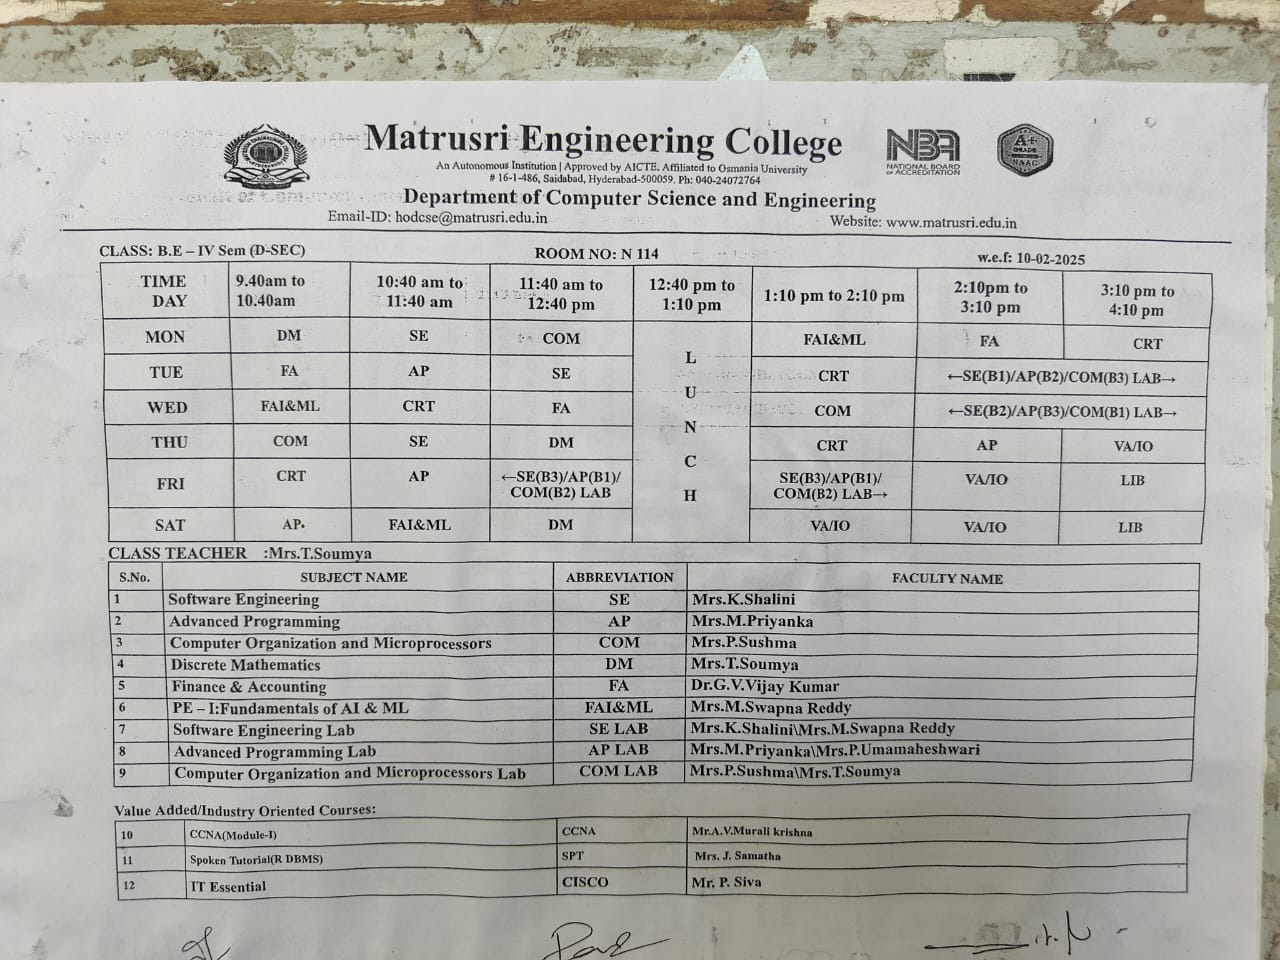 Matrusri Engineering College
An Autonomous Institution | Approved by AICTE, Affiliated to Osmania University
# 16-1-486, Saidabad, Hyderabad-500059. Ph: 040-24072764
Department of Computer Science and Engineering
Email-ID: hodcse@matrusri.edu.in Website: www.matrusri.edu.in
NBA
NATIONAL BOARD
of ACCREDITATION
A+
GRADE
NAAC
CLASS: B.E – IV Sem (D-SEC) ROOM NO: N 114 w.e.f: 10-02-2025
TIME DAY 9.40am to 10.40am 10:40 am to 11:40 am 11:40 am to 12:40 pm 12:40 pm to 1:10 pm 1:10 pm to 2:10 pm 2:10pm to 3:10 pm 3:10 pm to 4:10 pm
MON DM SE COM FAI&ML FA CRT
TUE FA AP SE CRT ←SE(B1)/AP(B2)/COM(B3) LAB→
WED FAI&ML CRT FA COM ←SE(B2)/AP(B3)/COM(B1) LAB→
THU COM SE DM CRT AP VA/IO
FRI CRT AP ←SE(B3)/AP(B1)/ COM(B2) LAB SE(B3)/AP(B1)/ COM(B2) LAB→ VA/IO LIB
SAT AP. FAI&ML DM VA/IO VA/IO LIB
L
U
N
C
H
CLASS TEACHER :Mrs.T.Soumya
S.No. SUBJECT NAME ABBREVIATION FACULTY NAME
1 Software Engineering SE Mrs.K.Shalini
2 Advanced Programming AP Mrs.M.Priyanka
3 Computer Organization and Microprocessors COM Mrs.P.Sushma
4 Discrete Mathematics DM Mrs.T.Soumya
5 Finance & Accounting FA Dr.G.V.Vijay Kumar
6 PE – I:Fundamentals of AI & ML FAI&ML Mrs.M.Swapna Reddy
7 Software Engineering Lab SE LAB Mrs.K.Shalini\Mrs.M.Swapna Reddy
8 Advanced Programming Lab AP LAB Mrs.M.Priyanka\Mrs.P.Umamaheshwari
9 Computer Organization and Microprocessors Lab COM LAB Mrs.P.Sushma\Mrs.T.Soumya
Value Added/Industry Oriented Courses:
10 CCNA(Module-I) CCNA Mr.A.V.Murali krishna
11 Spoken Tutorial(R DBMS) SPT Mrs. J. Samatha
12 IT Essential CISCO Mr. P. Siva